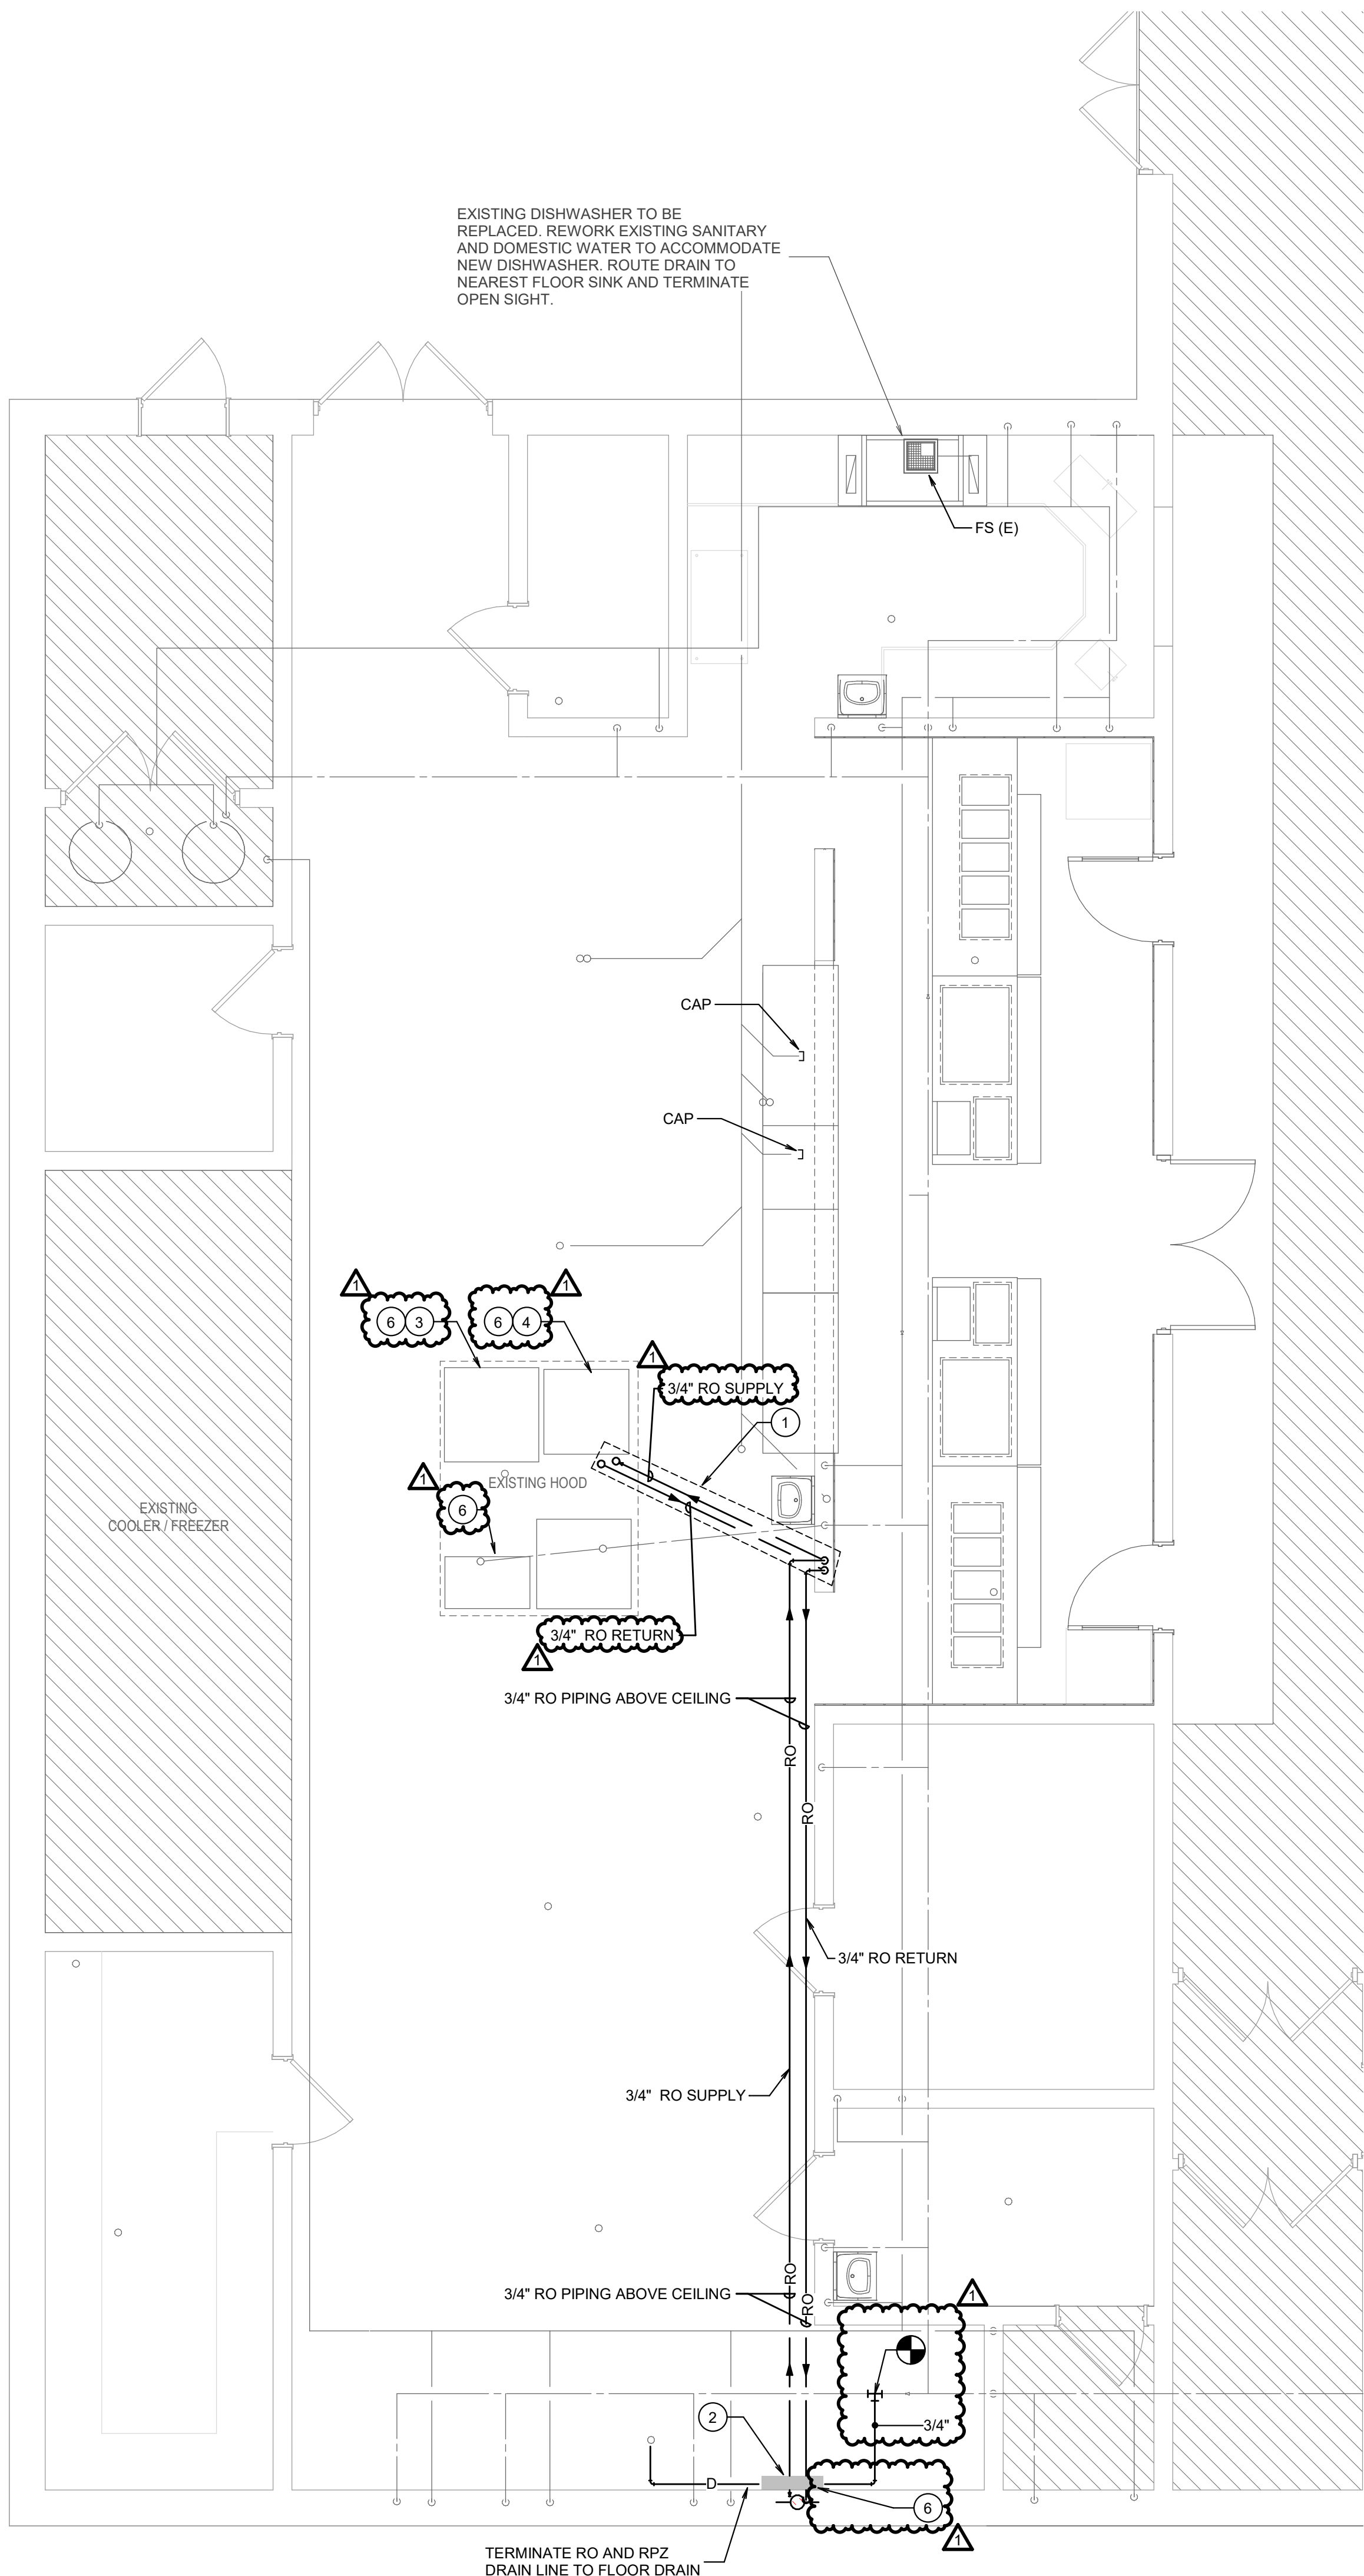 EXISTING DISHWASHER TO BE
REPLACED. REWORK EXISTING SANITARY
AND DOMESTIC WATER TO ACCOMMODATE
NEW DISHWASHER. ROUTE DRAIN TO
NEAREST FLOOR SINK AND TERMINATE
OPEN SIGHT.
FS (E)
CAP
CAP
1
6 3
6 4
1
1
3/4" RO SUPPLY
1
1
EXISTING HOOD
6
EXISTING
COOLER / FREEZER
3/4" RO RETURN
1
3/4" RO PIPING ABOVE CEILING
RO
RO
3/4" RO RETURN
3/4" RO SUPPLY
RO
3/4" RO PIPING ABOVE CEILING
RO
1
2
3/4"
D
6
1
TERMINATE RO AND RPZ
DRAIN LINE TO FLOOR DRAIN